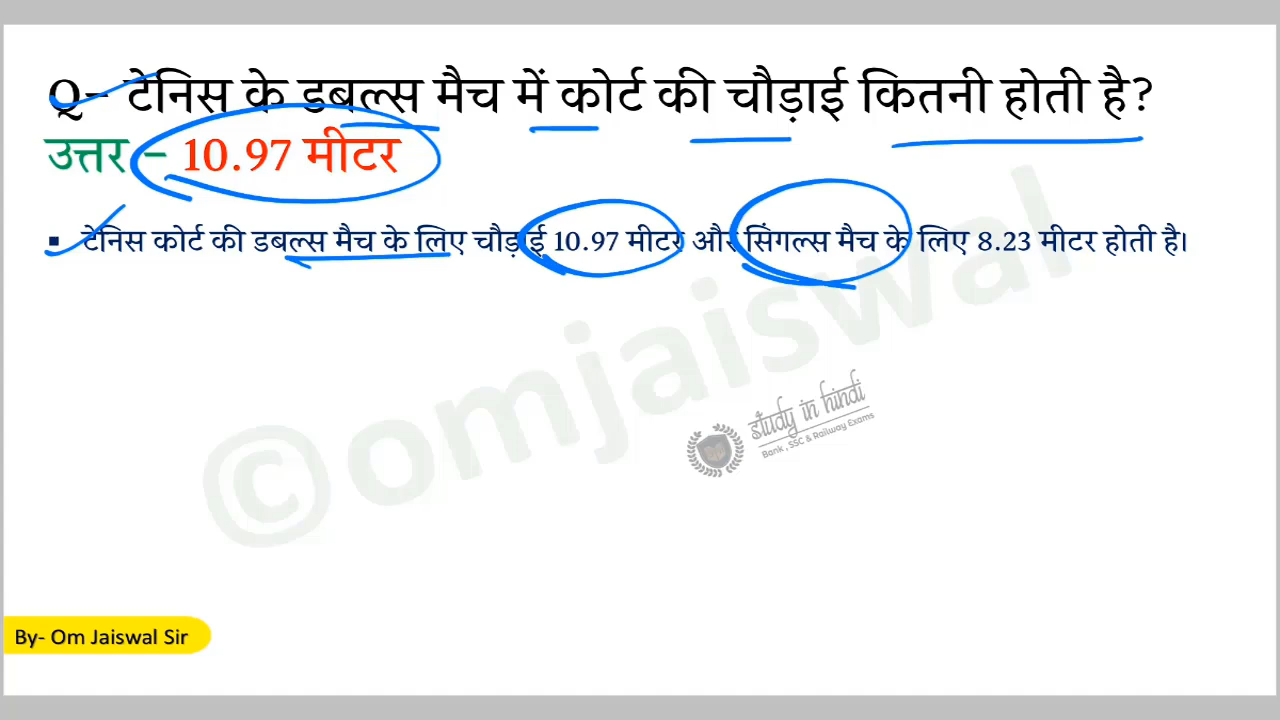 Q– टेनिस के डबल्स मैच में कोर्ट की चौड़ाई कितनी होती है?
उत्तर – 10.97 मीटर
▪ टेनिस कोर्ट की डबल्स मैच के लिए चौड़ाई 10.97 मीटर और सिंगल्स मैच के लिए 8.23 मीटर होती है।
©omjaiswal
study in hindi
Bank, SSC & Railway Exams
By- Om Jaiswal Sir